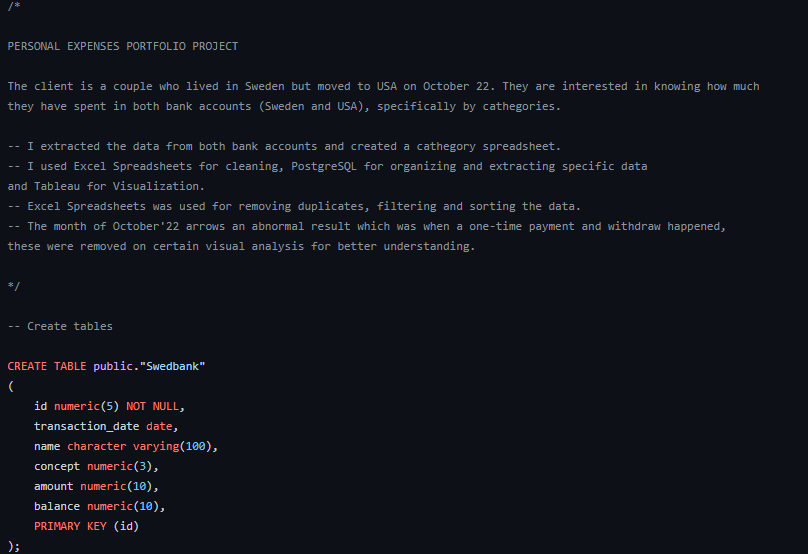 /*
PERSONAL EXPENSES PORTFOLIO PROJECT
The client is a couple who lived in Sweden but moved to USA on October 22. They are interested in knowing how much
they have spent in both bank accounts (Sweden and USA), specifically by cathegories.
-- I extracted the data from both bank accounts and created a cathegory spreadsheet.
-- I used Excel Spreadsheets for cleaning, PostgreSQL for organizing and extracting specific data
and Tableau for Visualization.
-- Excel Spreadsheets was used for removing duplicates, filtering and sorting the data.
-- The month of October'22 arrows an abnormal result which was when a one-time payment and withdraw happened,
these were removed on certain visual analysis for better understanding.
*/
-- Create tables
CREATE TABLE public."Swedbank"
(
    id numeric(5) NOT NULL,
    transaction_date date,
    name character varying(100),
    concept numeric(3),
    amount numeric(10),
    balance numeric(10),
    PRIMARY KEY (id)
);